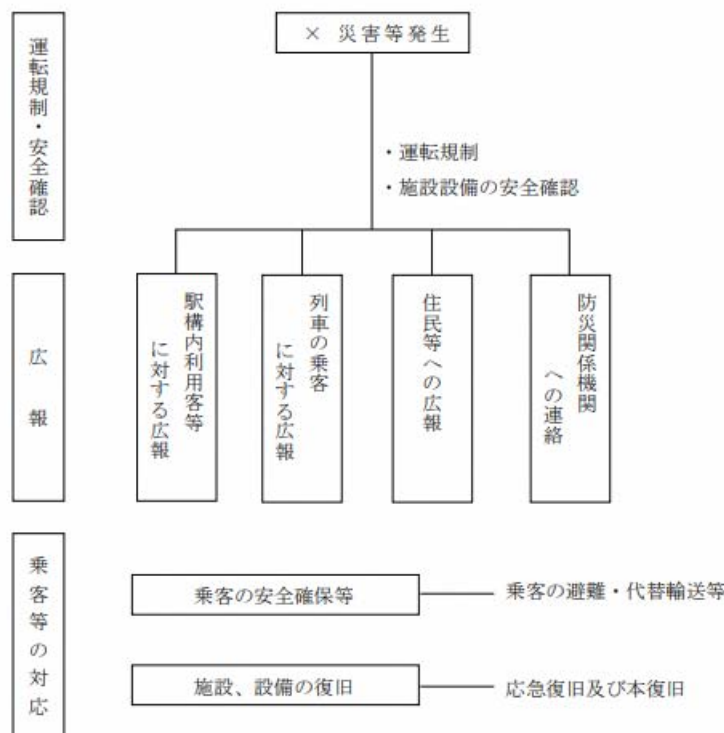 運転規制・安全確認
× 災害等発生
・運転規制
・施設設備の安全確認
広報
駅構内利用客等
に対する広報
列車の乗客
に対する広報
住民等への広報
防災関係機関
への連絡
乗客等の対応
乗客の安全確保等
乗客の避難・代替輸送等
施設、設備の復旧
応急復旧及び本復旧